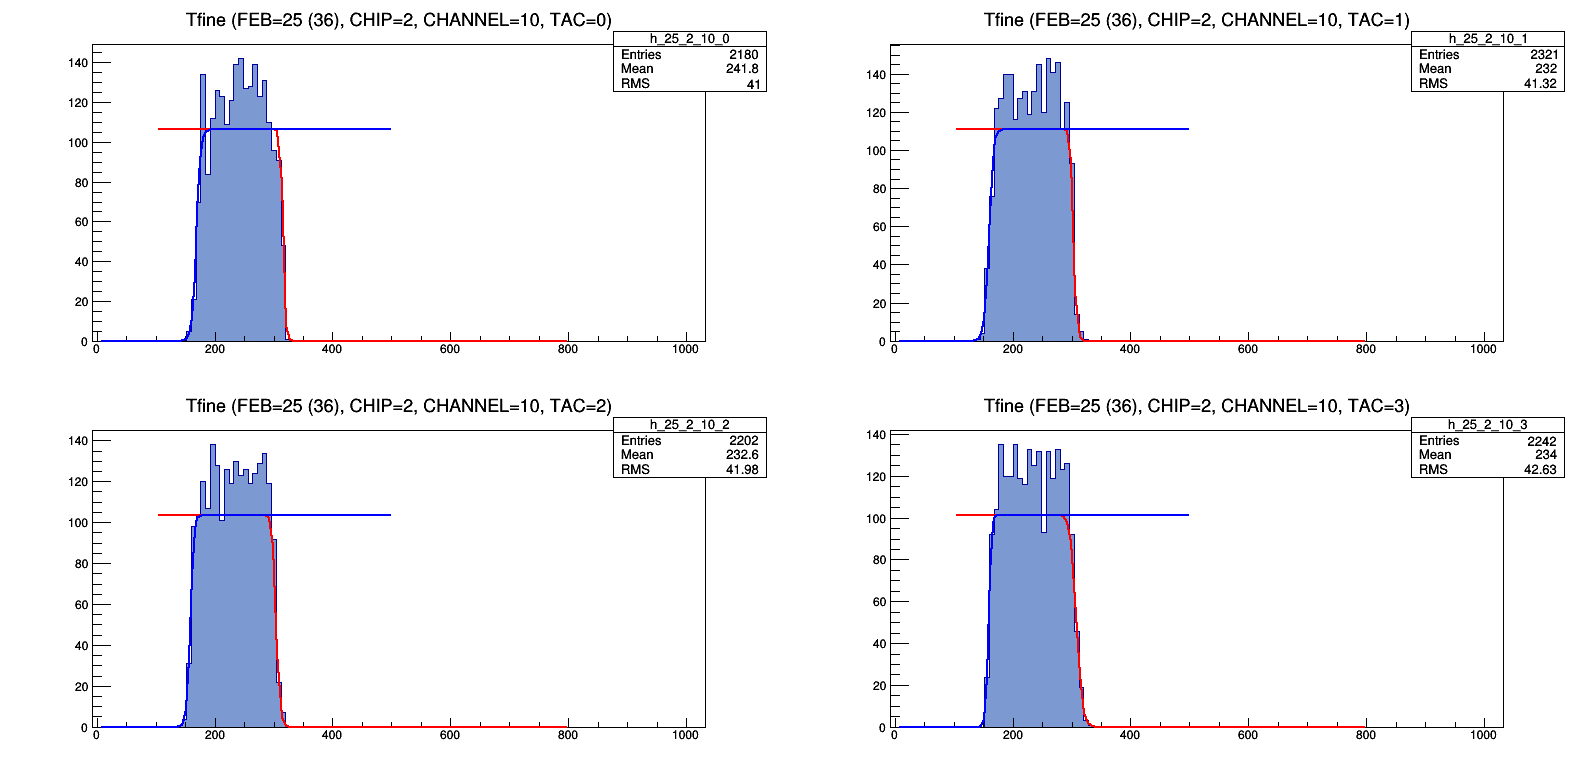 Tfine (FEB=25 (36), CHIP=2, CHANNEL=10, TAC=0)
h_25_2_10_0
Entries 2180
Mean 241.8
RMS 41
140
120
100
80
60
40
20
0
0 200 400 600 800 1000
Tfine (FEB=25 (36), CHIP=2, CHANNEL=10, TAC=1)
h_25_2_10_1
Entries 2321
Mean 232
RMS 41.32
140
120
100
80
60
40
20
0
0 200 400 600 800 1000
Tfine (FEB=25 (36), CHIP=2, CHANNEL=10, TAC=2)
h_25_2_10_2
Entries 2202
Mean 232.6
RMS 41.98
140
120
100
80
60
40
20
0
0 200 400 600 800 1000
Tfine (FEB=25 (36), CHIP=2, CHANNEL=10, TAC=3)
h_25_2_10_3
Entries 2242
Mean 234
RMS 42.63
140
120
100
80
60
40
20
0
0 200 400 600 800 1000